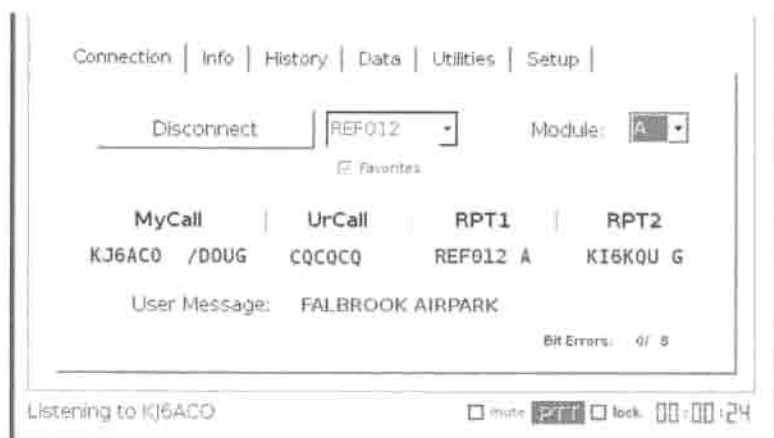 Connection | Info | History | Data | Utilities | Setup |
Disconnect REF012 Module: A
Favorites
MyCall | UrCall RPT1 | RPT2
KJ6ACO /DOUG CQCQCQ REF012 A KI6KQU G
User Message: FALBROOK AIRPARK
Bit Errors: 0/ 8
Listening to KJ6ACO mute PTT lock 00:00:24